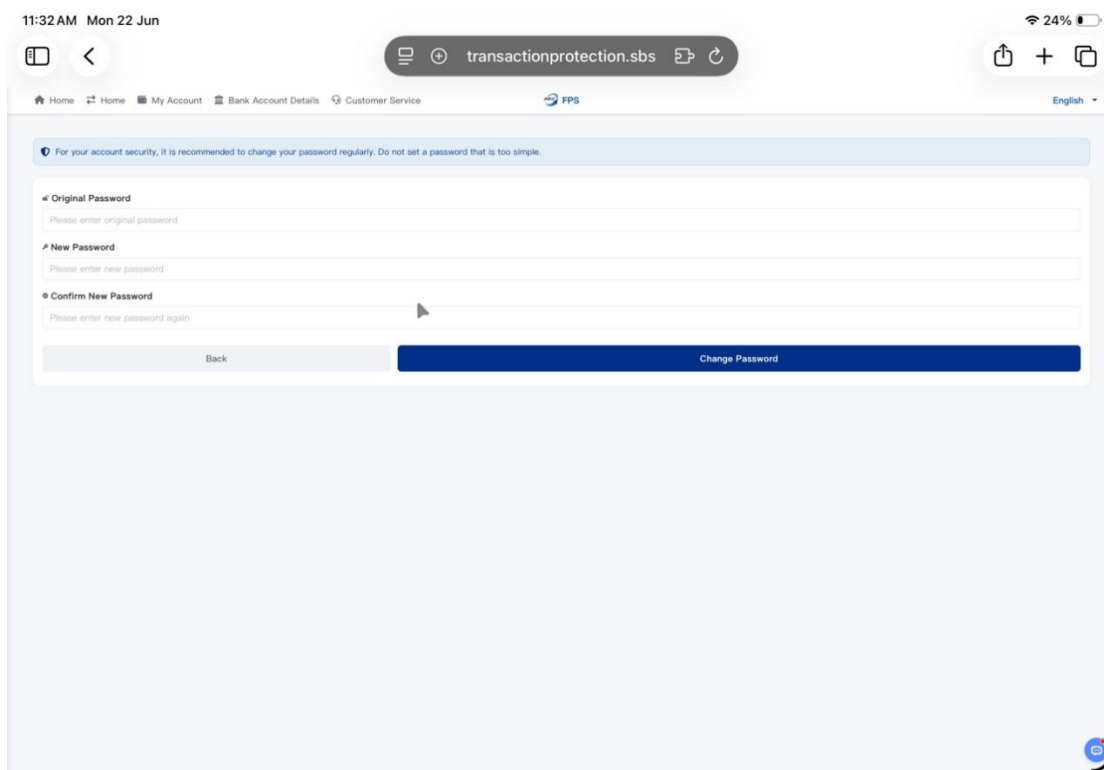 11:32 AM Mon 22 Jun
24%
transactionprotection.sbs
Home Home My Account Bank Account Details Customer Service FPS English
For your account security, it is recommended to change your password regularly. Do not set a password that is too simple.
Original Password
Please enter original password
New Password
Please enter new password
Confirm New Password
Please enter new password again
Back Change Password